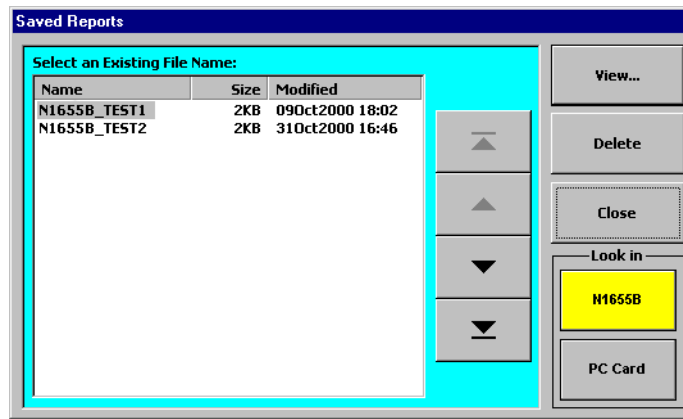 Saved Reports
Select an Existing File Name:
Name Size Modified
N1655B_TEST1 2KB 09Oct2000 18:02
N1655B_TEST2 2KB 31Oct2000 16:46
View...
Delete
Close
Look in
N1655B
PC Card